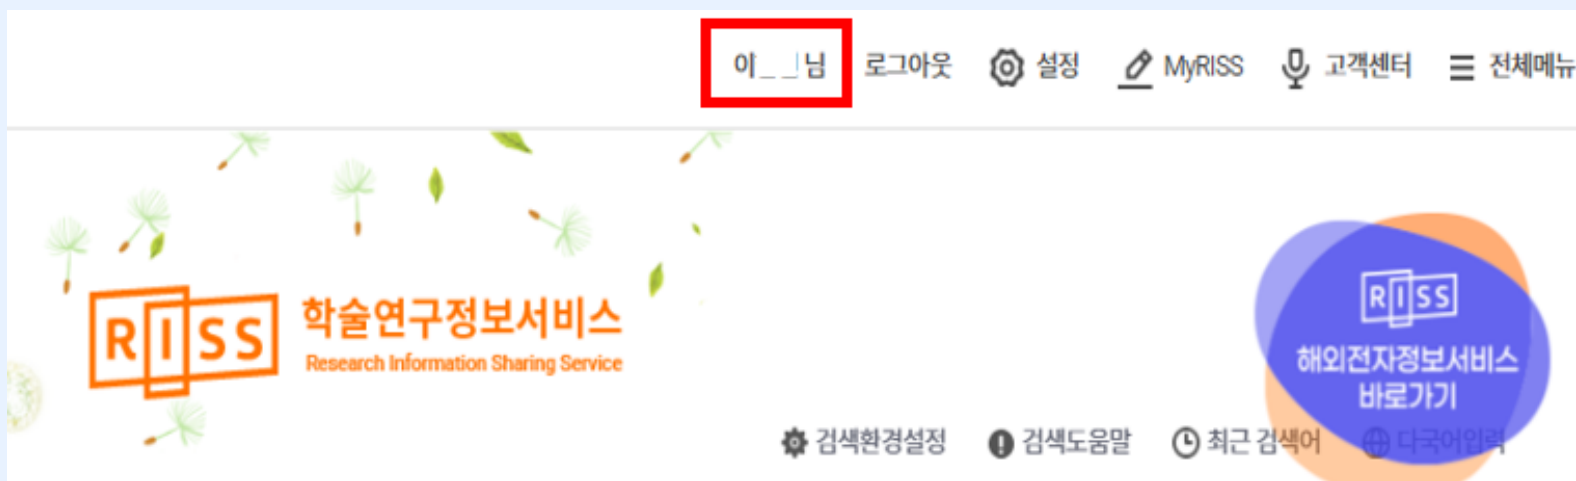 이__님 로그아웃 설정 MyRISS 고객센터 전체메뉴
RISS 학술연구정보서비스
Research Information Sharing Service
RISS
해외전자정보서비스
바로가기
검색환경설정 검색도움말 최근 검색어 다국어입력